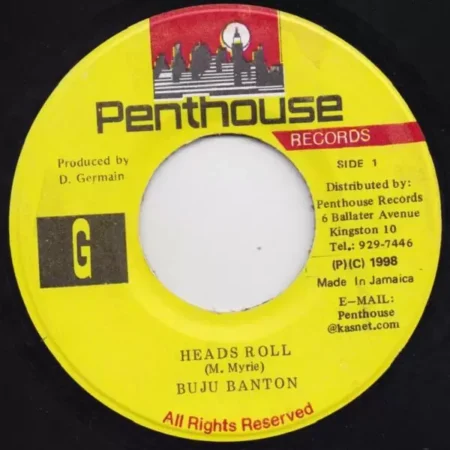 Penthouse
RECORDS
Produced by
D. Germain
G
SIDE 1
Distributed by:
Penthouse Records
6 Ballater Avenue
Kingston 10
Tel,: 929-7446
(P)(C) 1998
Made In Jamaica
E-MAIL:
Penthouse
@kasnet.com
HEADS ROLL
(M. Myrie)
BUJU BANTON
All Rights Reserved